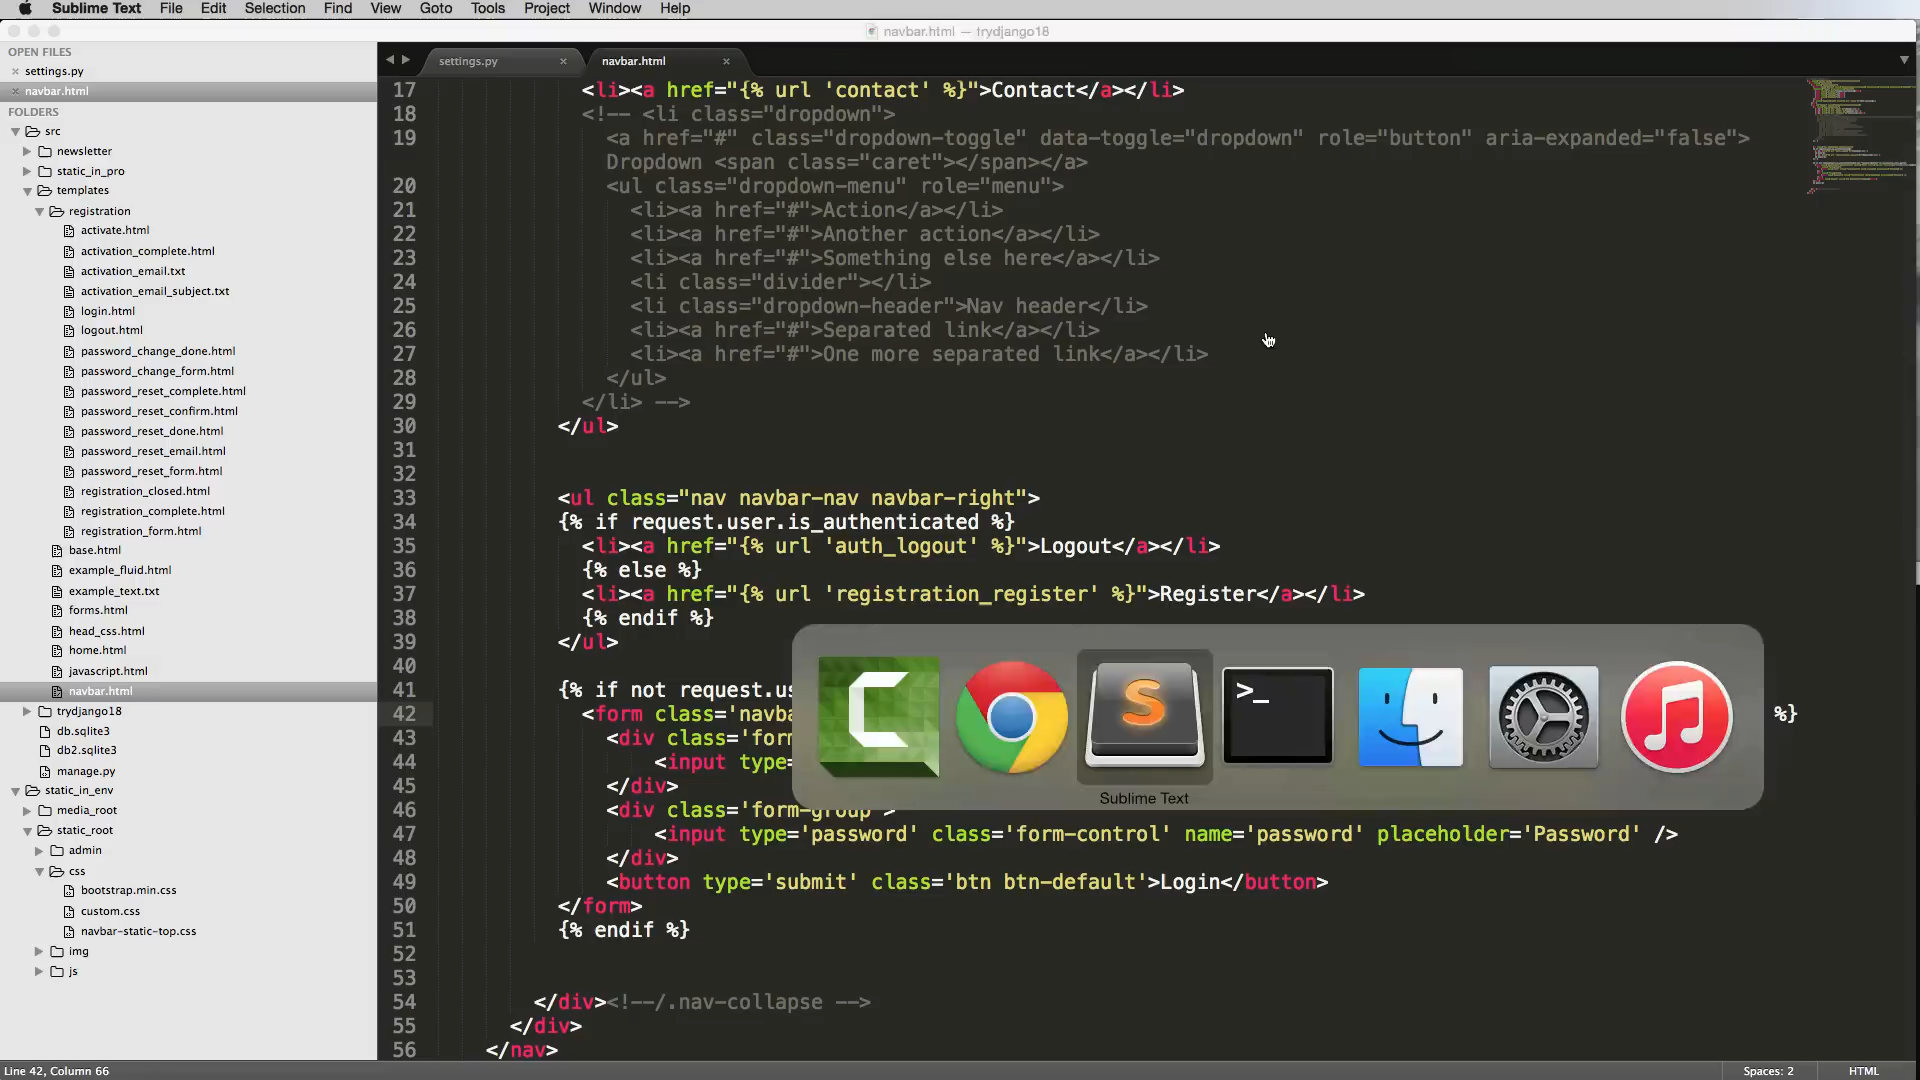 Sublime Text File Edit Selection Find View Goto Tools Project Window Help
navbar.html — trydjango18
OPEN FILES
settings.py
navbar.html
FOLDERS
src
newsletter
static_in_pro
templates
registration
activate.html
activation_complete.html
activation_email.txt
activation_email_subject.txt
login.html
logout.html
password_change_done.html
password_change_form.html
password_reset_complete.html
password_reset_confirm.html
password_reset_done.html
password_reset_email.html
password_reset_form.html
registration_closed.html
registration_complete.html
registration_form.html
base.html
example_fluid.html
example_text.txt
forms.html
head_css.html
home.html
javascript.html
navbar.html
trydjango18
db.sqlite3
db2.sqlite3
manage.py
static_in_env
media_root
static_root
admin
css
bootstrap.min.css
custom.css
navbar-static-top.css
img
js
settings.py navbar.html
17 <li><a href="{% url 'contact' %}">Contact</a></li>
18 <!-- <li class="dropdown">
19 <a href="#" class="dropdown-toggle" data-toggle="dropdown" role="button" aria-expanded="false">
Dropdown <span class="caret"></span></a>
20 <ul class="dropdown-menu" role="menu">
21 <li><a href="#">Action</a></li>
22 <li><a href="#">Another action</a></li>
23 <li><a href="#">Something else here</a></li>
24 <li class="divider"></li>
25 <li class="dropdown-header">Nav header</li>
26 <li><a href="#">Separated link</a></li>
27 <li><a href="#">One more separated link</a></li>
28 </ul>
29 </li> -->
30 </ul>
31
32
33 <ul class="nav navbar-nav navbar-right">
34 {% if request.user.is_authenticated %}
35 <li><a href="{% url 'auth_logout' %}">Logout</a></li>
36 {% else %}
37 <li><a href="{% url 'registration_register' %}">Register</a></li>
38 {% endif %}
39 </ul>
40
41 {% if not request.us
42 <form class='navba %}
43 <div class='form
44 <input type=
45 </div>
46 <div class='form-group'>
47 <input type='password' class='form-control' name='password' placeholder='Password' />
48 </div>
49 <button type='submit' class='btn btn-default'>Login</button>
50 </form>
51 {% endif %}
52
53
54 </div><!--/.nav-collapse -->
55 </div>
56 </nav>
>_
Sublime Text
Line 42, Column 66
Spaces: 2
HTML